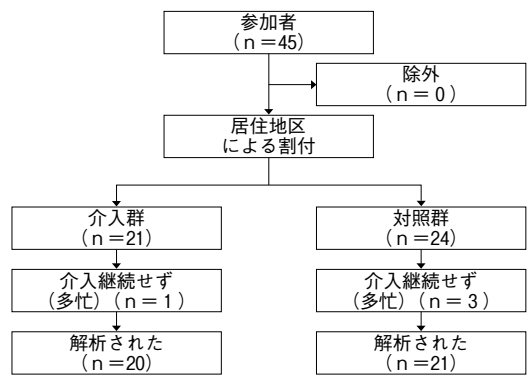 参加者
(n=45)
除外
(n=0)
居住地区
による割付
介入群
(n=21)
対照群
(n=24)
介入継続せず
(多忙)(n=1)
介入継続せず
(多忙)(n=3)
解析された
(n=20)
解析された
(n=21)